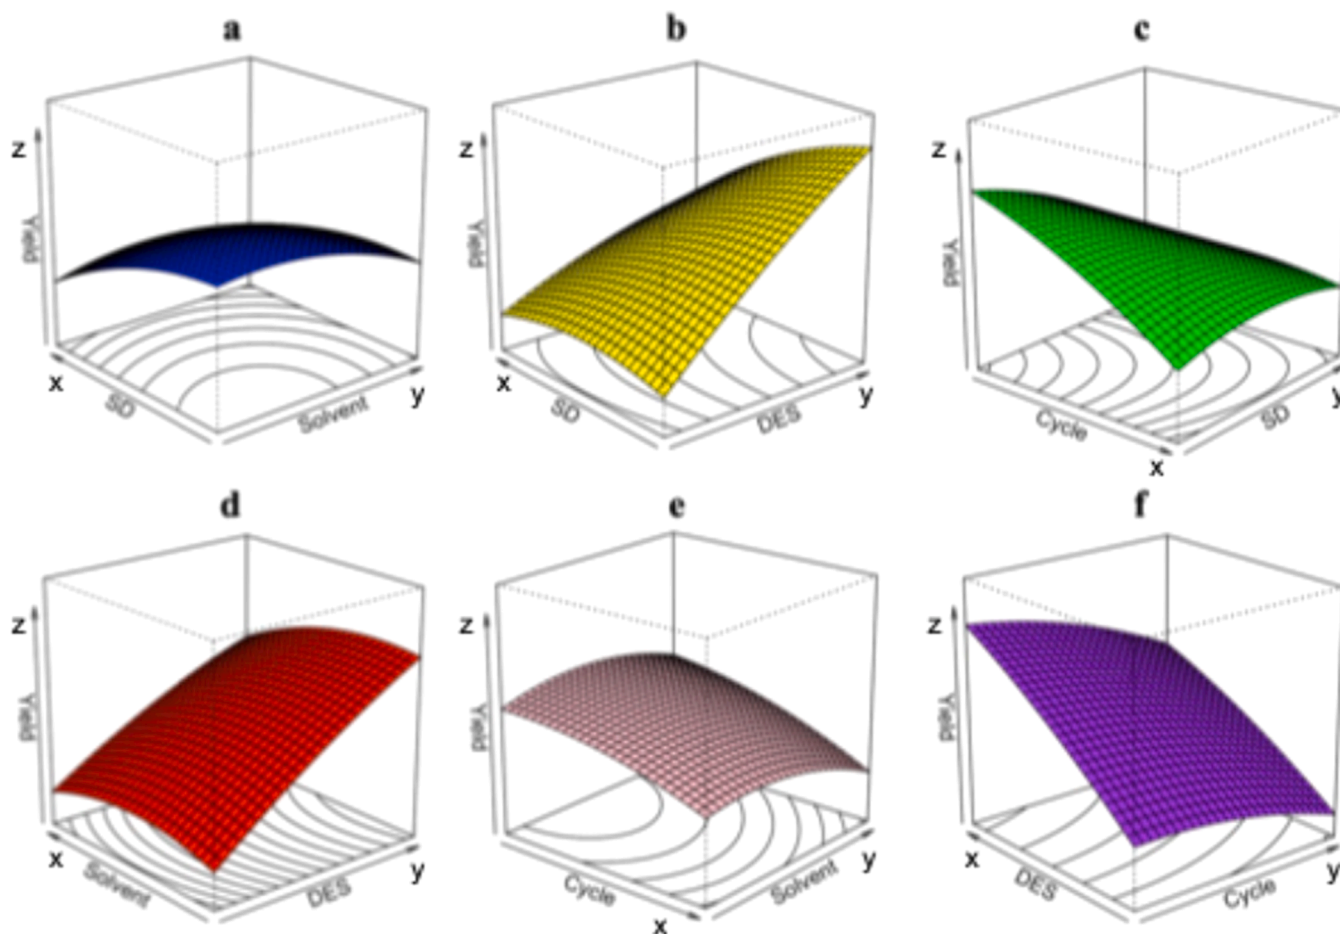 a
b
c
z
Yield
x
SD
Solvent
y
z
Yield
x
SD
DES
y
z
Yield
Cycle
x
SD
y
d
e
f
z
Yield
x
Solvent
DES
y
z
Yield
Cycle
x
Solvent
y
z
Yield
x
DES
Cycle
y